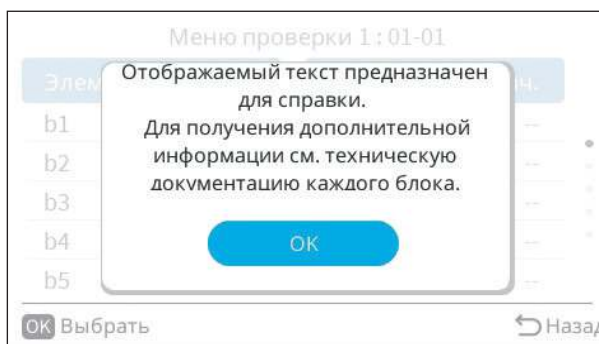 Меню проверки 1 : 01-01
Отображаемый текст предназначен
для справки.
Для получения дополнительной
информации см. техническую
документацию каждого блока.
b1 --
b2 --
b3 --
b4 --
b5 --
OK
OK Выбрать
Назад